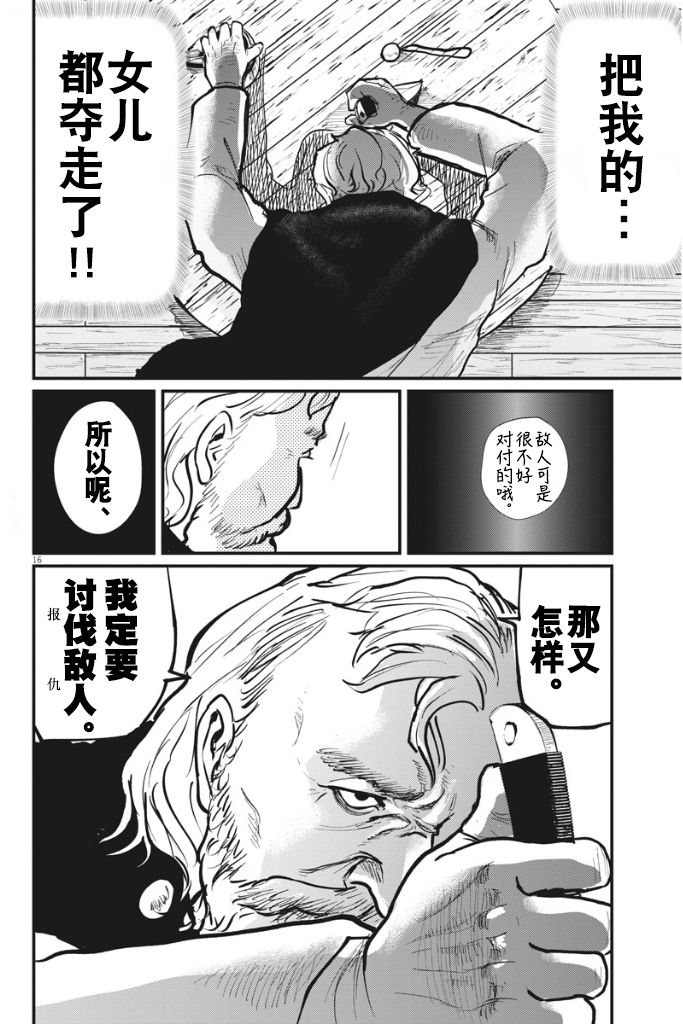 把我的…
女儿
都夺走了!!
敌人可是
很不好
对付的哦。
所以呢、
16
那又
怎样。
我定要
讨伐敌人。
报仇